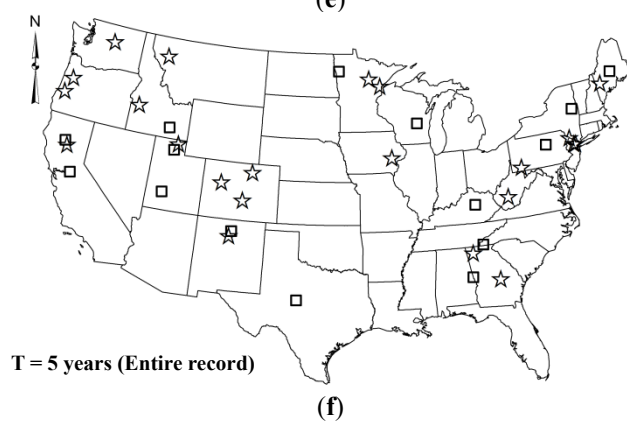 (e)
N
T = 5 years (Entire record)
(f)